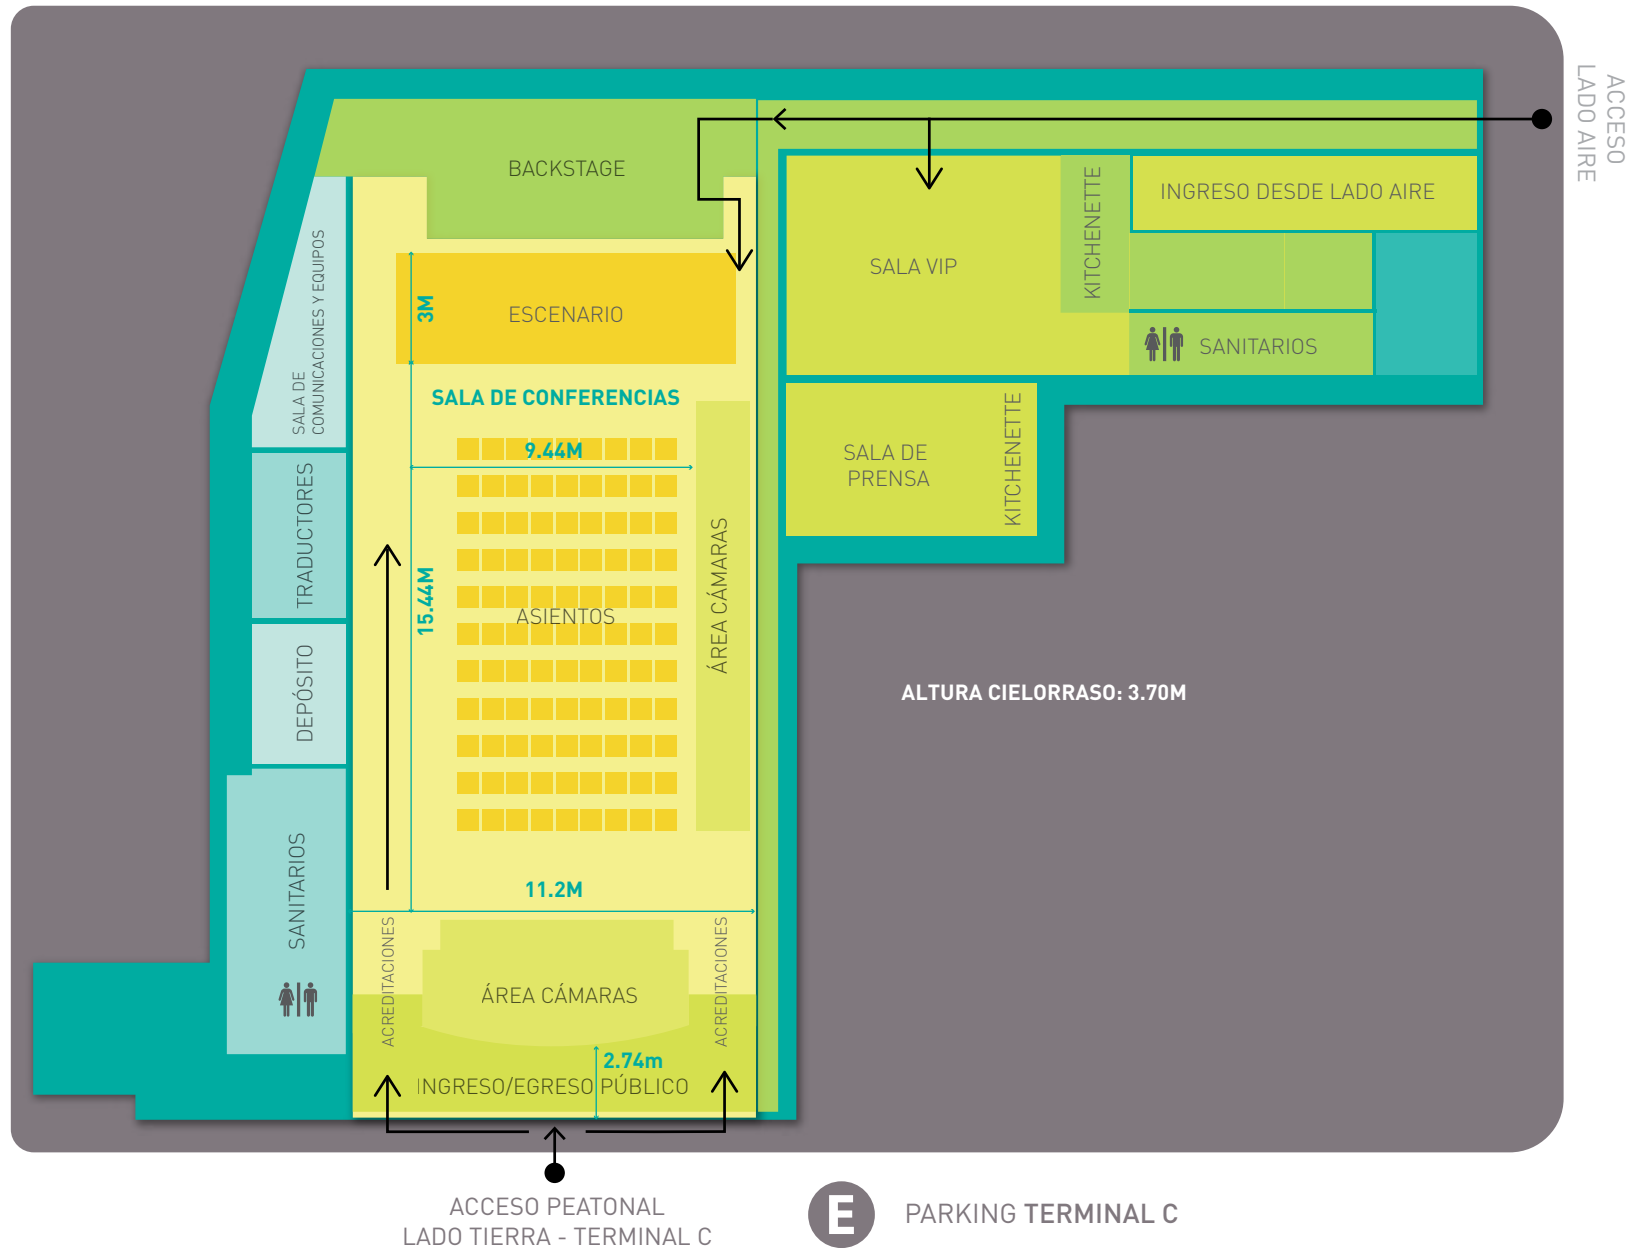 ACCESO
LADO AIRE
BACKSTAGE
INGRESO DESDE LADO AIRE
KITCHENETTE
SALA VIP
SANITARIOS
SALA DE
COMUNICACIONES Y EQUIPOS
3M
ESCENARIO
SALA DE CONFERENCIAS
9.44M
SALA DE
PRENSA
KITCHENETTE
TRADUCTORES
15.44M
ASIENTOS
ÁREA CÁMARAS
DEPÓSITO
ALTURA CIELORRASO: 3.70M
SANITARIOS
11.2M
ACREDITACIONES
ÁREA CÁMARAS
ACREDITACIONES
2.74m
INGRESO/EGRESO PÚBLICO
ACCESO PEATONAL
LADO TIERRA - TERMINAL C
E PARKING TERMINAL C